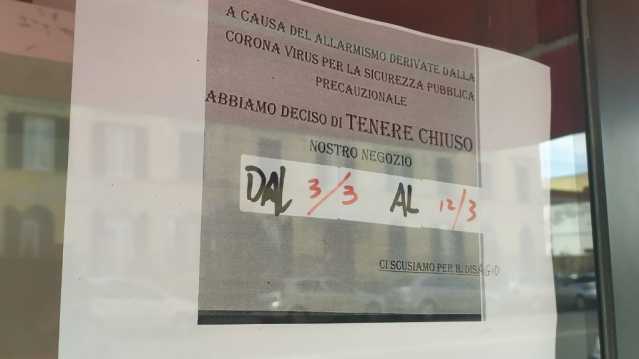 A CAUSA DEL ALLARMISMO DERIVATE DALLA
CORONA VIRUS PER LA SICUREZZA PUBBLICA
PRECAUZIONALE
ABBIAMO DECISO DI TENERE CHIUSO
NOSTRO NEGOZIO
DAL 3/3 AL 12/3
CI SCUSIAMO PER IL DISAGIO